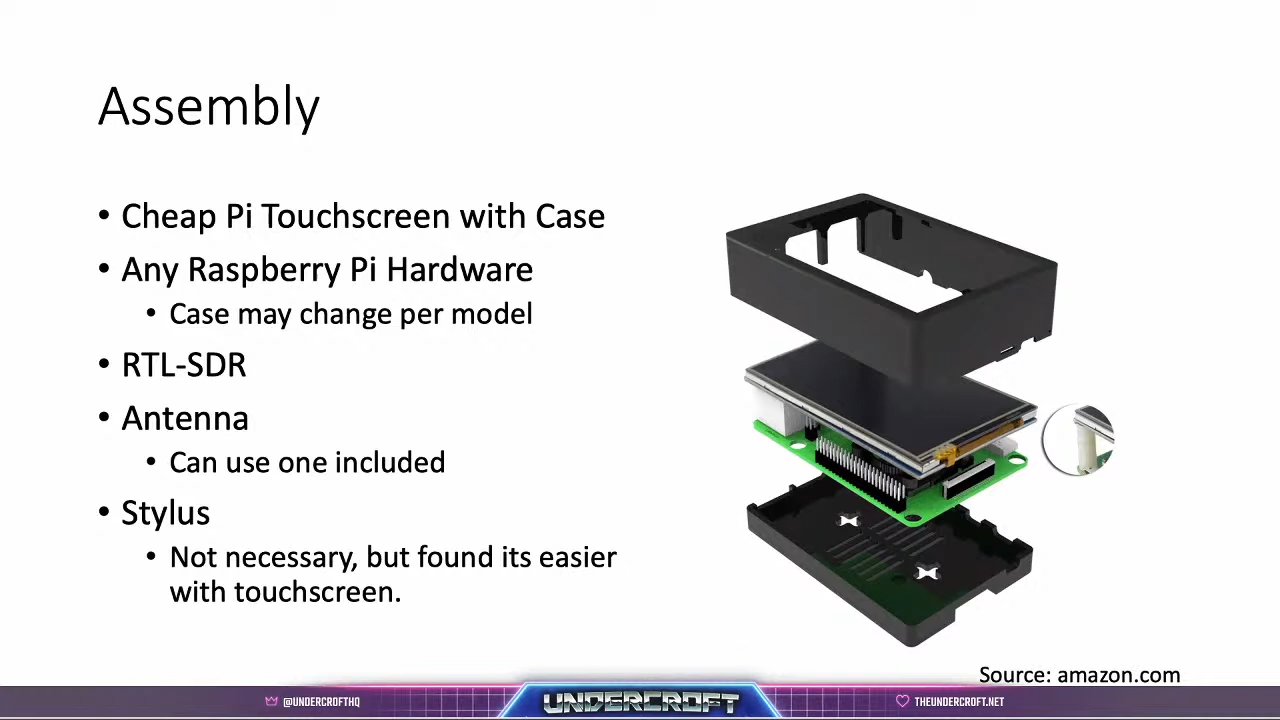 Assembly
• Cheap Pi Touchscreen with Case
• Any Raspberry Pi Hardware
• Case may change per model
• RTL-SDR
• Antenna
• Can use one included
• Stylus
• Not necessary, but found its easier
with touchscreen.
Source: amazon.com
@UNDERCROFTHQ
UNDERCROFT
THEUNDERCROFT.NET